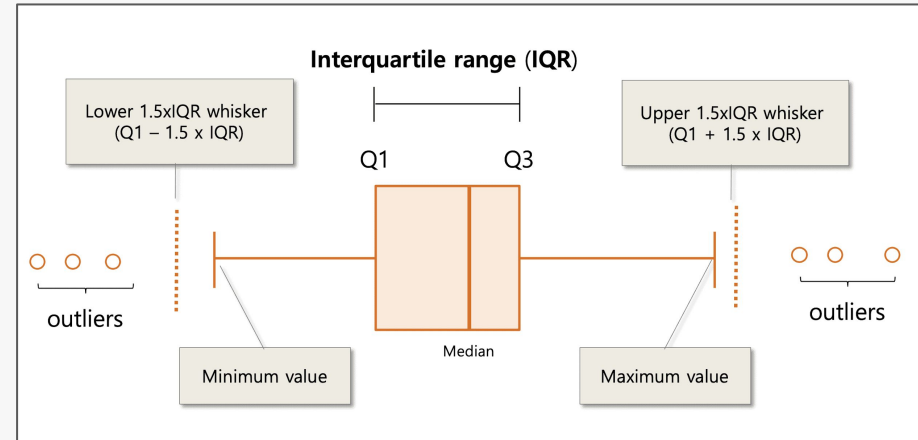 Interquartile range (IQR)
Lower 1.5xIQR whisker
(Q1 – 1.5 x IQR)
Upper 1.5xIQR whisker
(Q1 + 1.5 x IQR)
Q1
Q3
outliers
outliers
Median
Minimum value
Maximum value